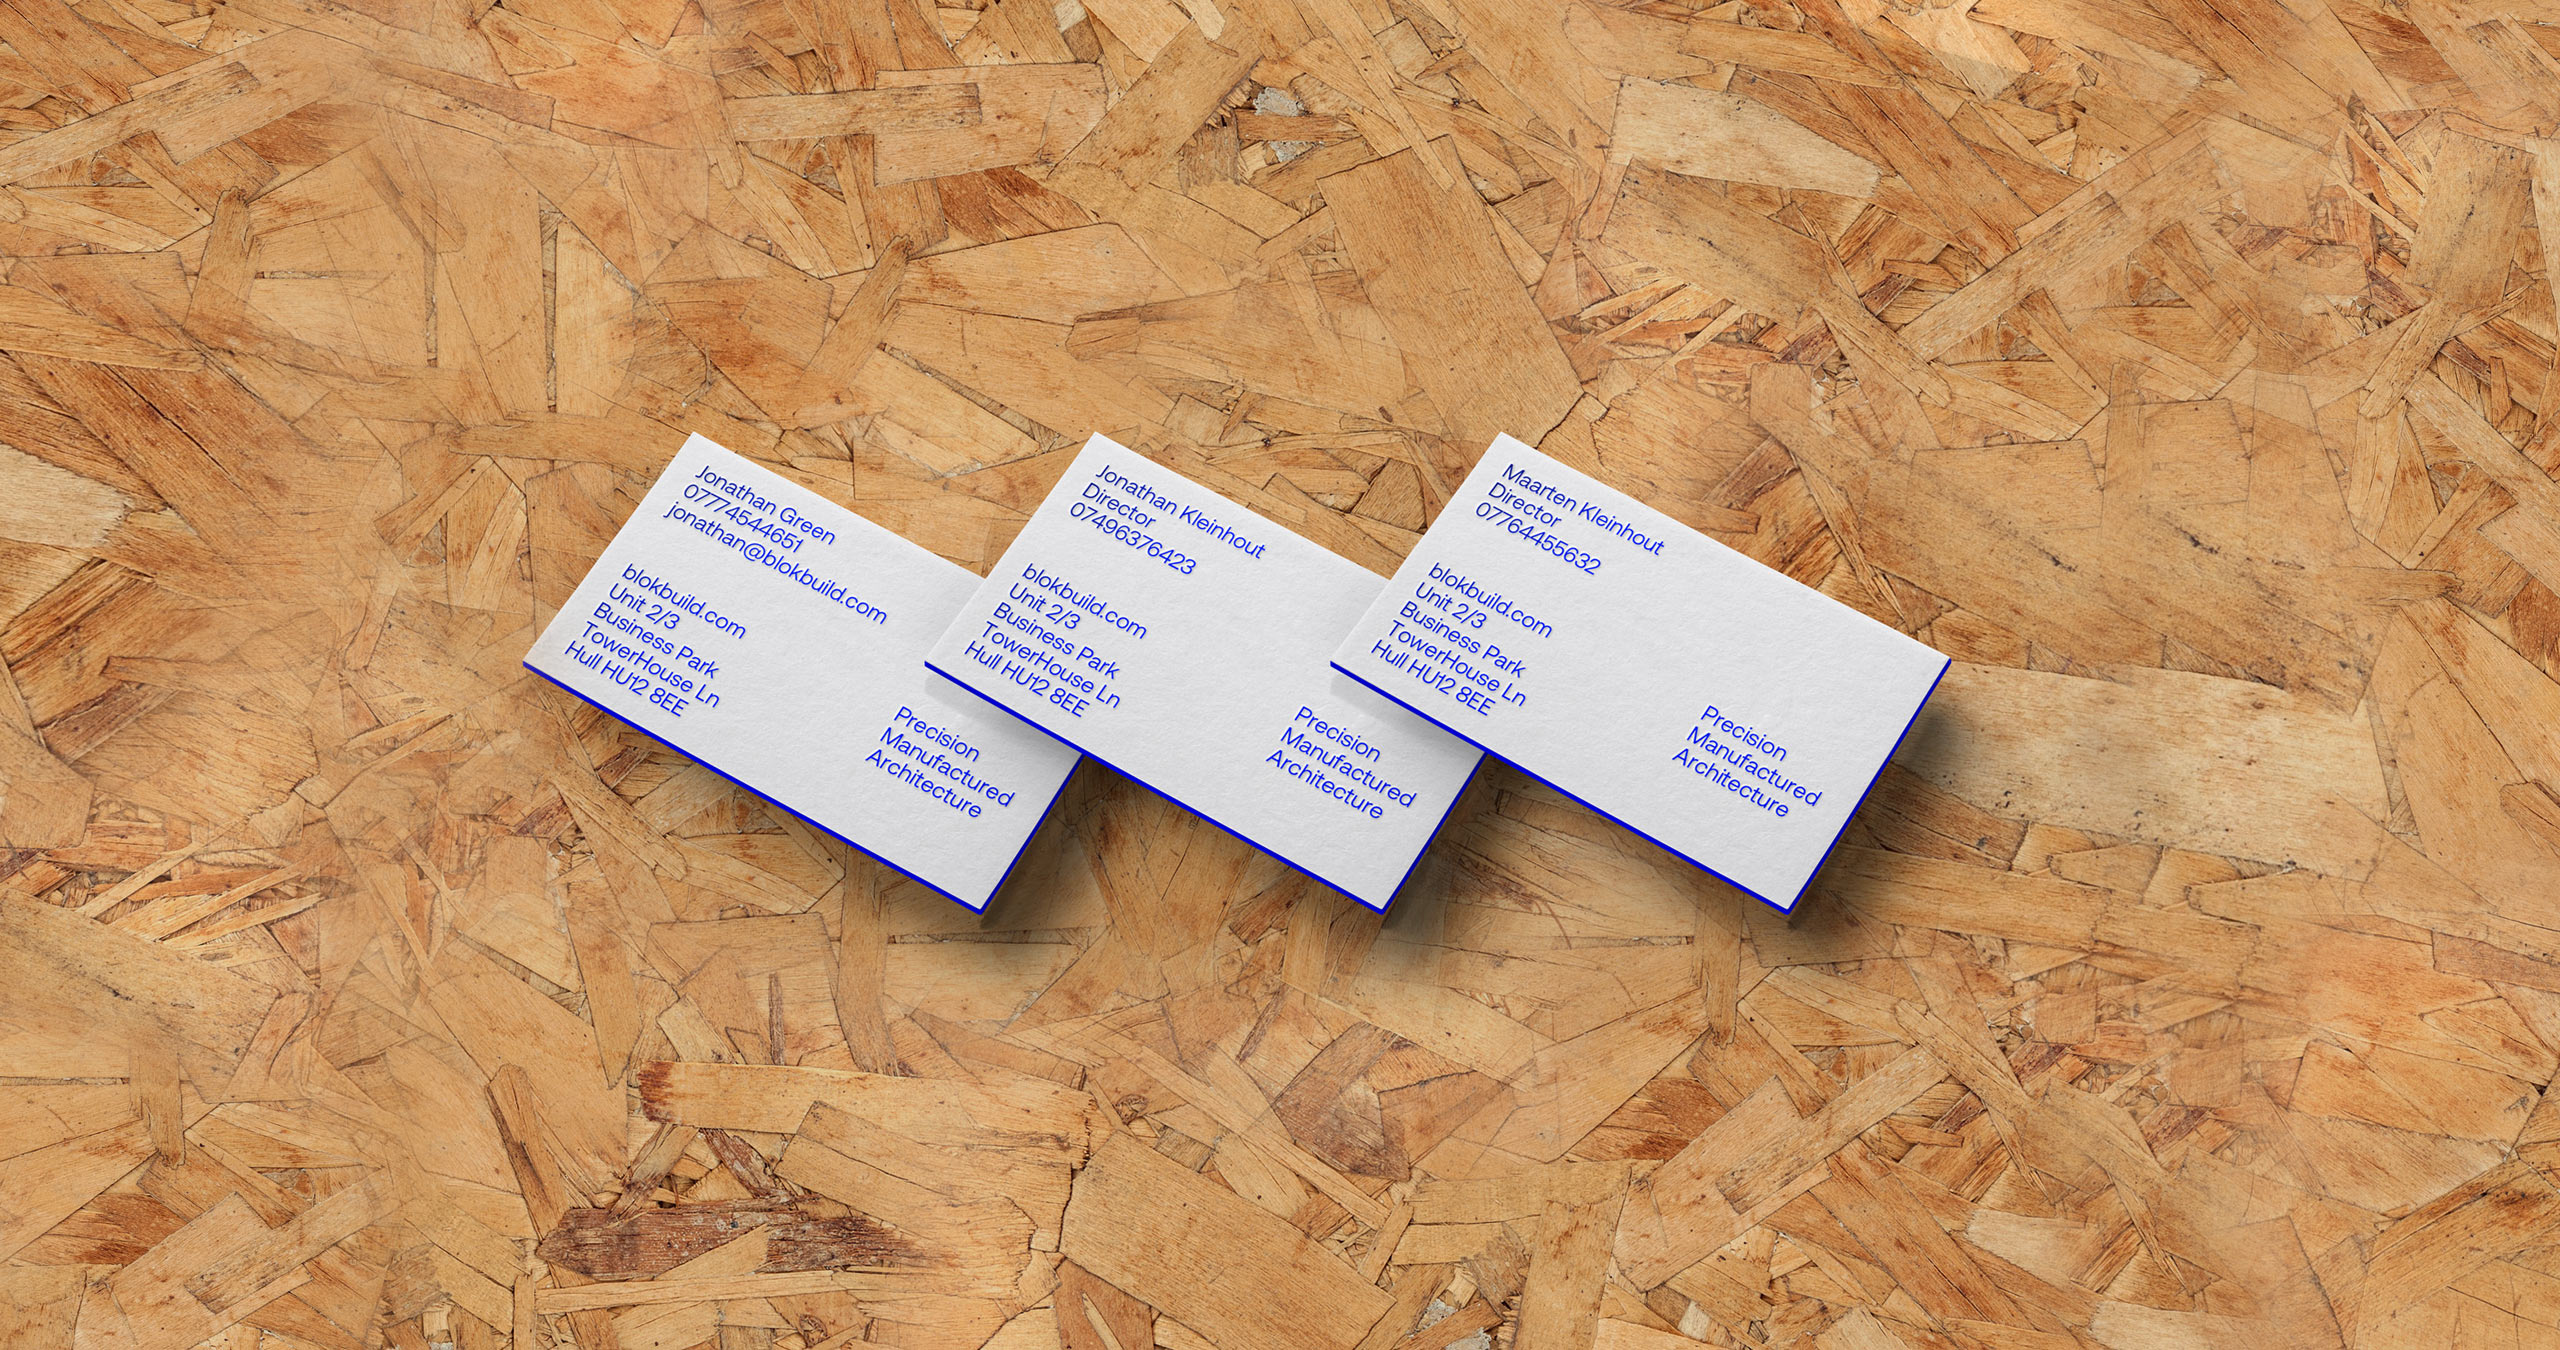 Jonathan Green
07774544651
jonathan@blokbuild.com
blokbuild.com
Unit 2/3
Business Park
TowerHouse Ln
Hull HU12 8EE
Precision
Manufactured
Architecture
Jonathan Kleinhout
Director
07496376423
blokbuild.com
Unit 2/3
Business Park
TowerHouse Ln
Hull HU12 8EE
Precision
Manufactured
Architecture
Maarten Kleinhout
Director
07764455632
blokbuild.com
Unit 2/3
Business Park
TowerHouse Ln
Hull HU12 8EE
Precision
Manufactured
Architecture